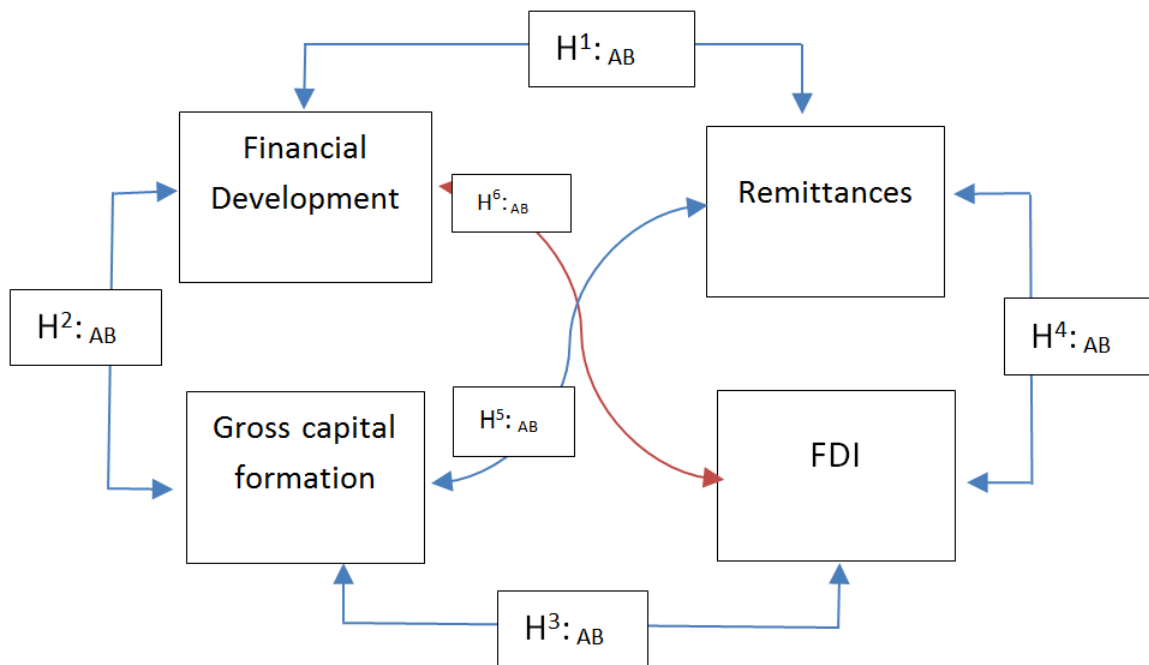 H¹: AB
Financial
Development
Remittances
H⁶: AB
H²: AB
H⁴: AB
Gross capital
formation
H⁵: AB
FDI
H³: AB